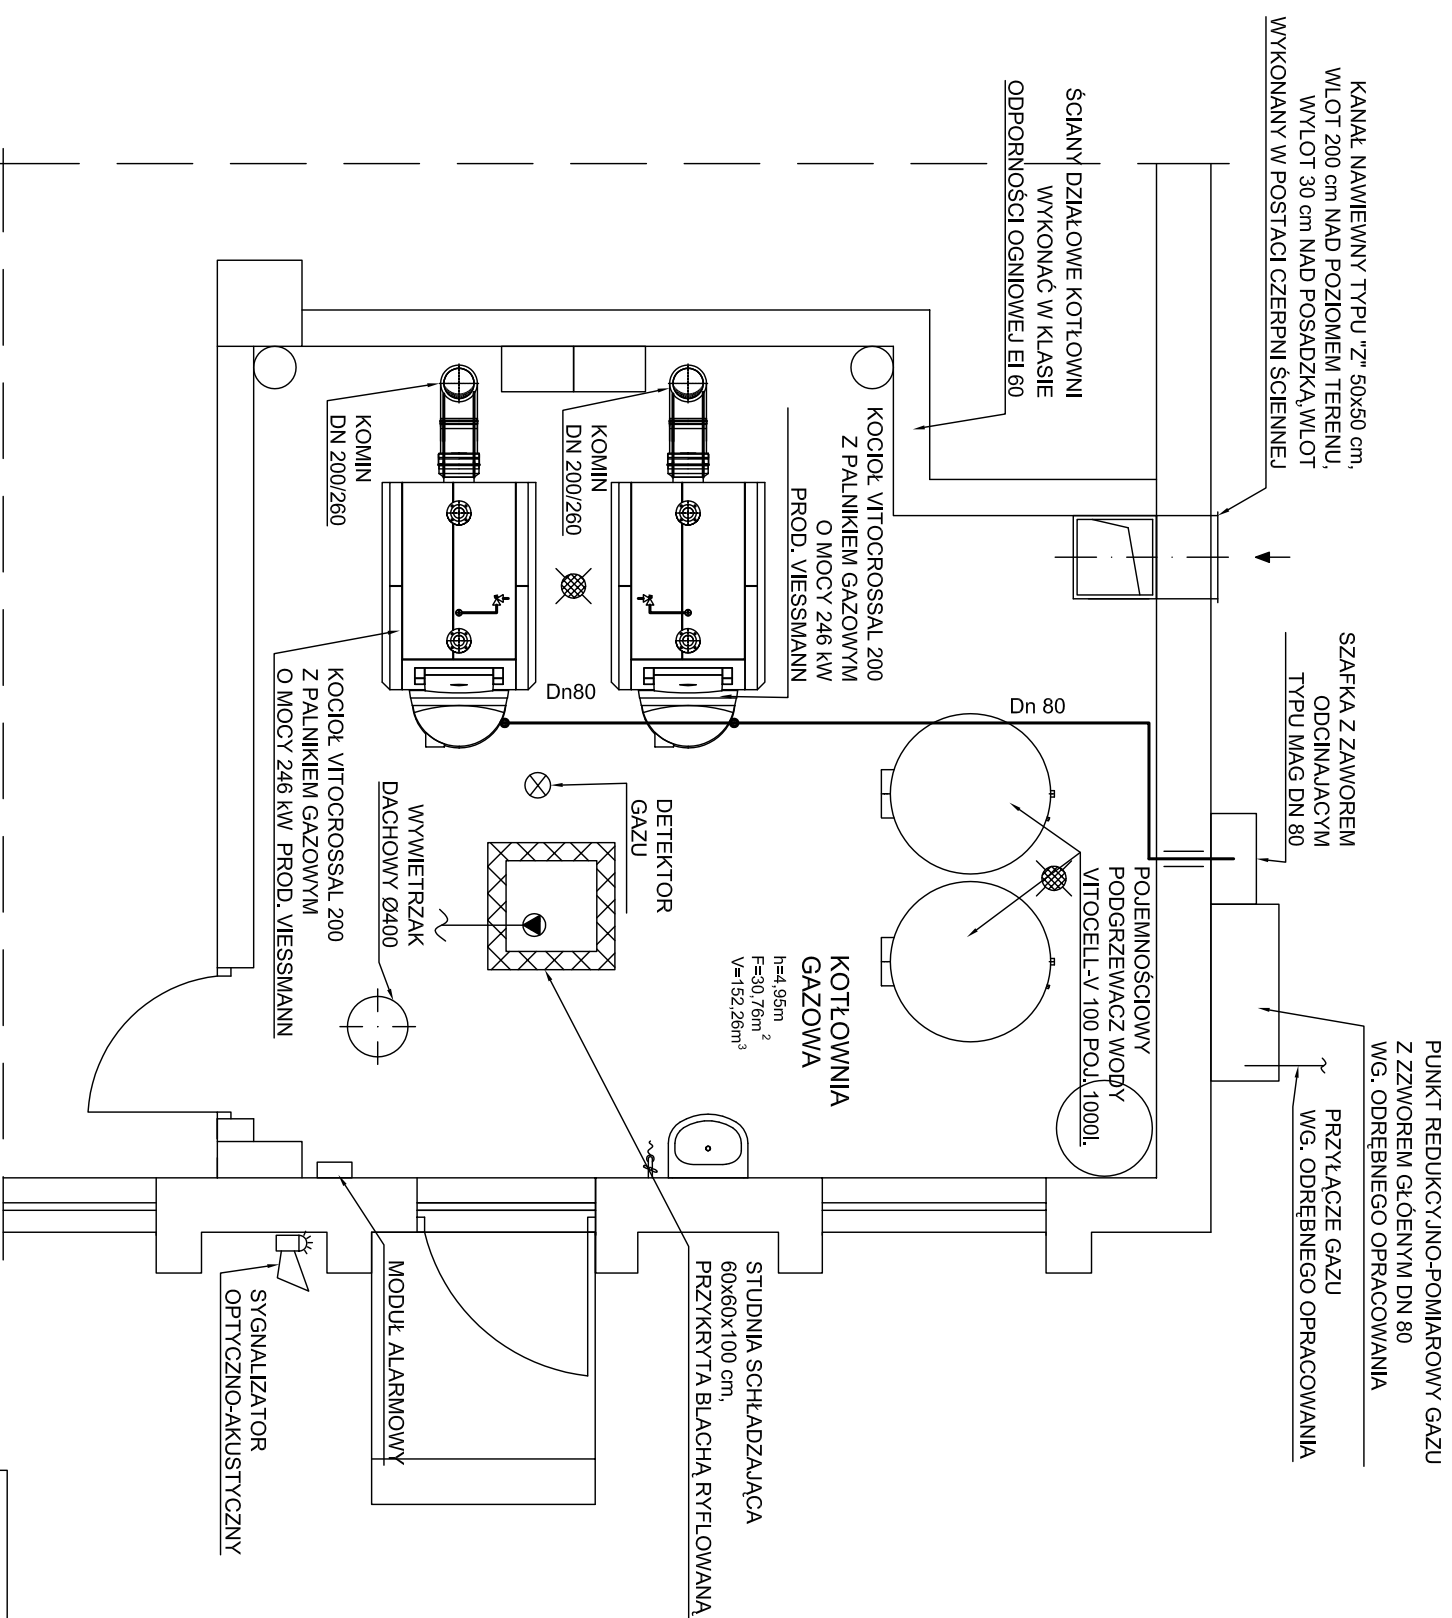 KANAŁ NAWIEWNY TYPU "Z" 50x50 cm,
WLOT 200 cm NAD POZIOMEM TERENU,
WYLOT 30 cm NAD POSADZKĄ,WLOT
WYKONANY W POSTACI CZERPNI ŚCIENNEJ
SZAFKA Z ZAWOREM
ODCINAJACYM
TYPU MAG DN 80
PUNKT REDUKCYJNO-POMIAROWY GAZU
Z ZZWOREM GŁÓENYM DN 80
WG. ODRĘBNEGO OPRACOWANIA
PRZYŁĄCZE GAZU
WG. ODRĘBNEGO OPRACOWANIA
ŚCIANY DZIAŁOWE KOTŁOWNI
WYKONAĆ W KLASIE
ODPORNOŚCI OGNIOWEJ EI 60
Dn 80
POJEMNOŚCIOWY
PODGRZEWACZ WODY
VITOCELL-V 100 POJ. 1000l.
KOCIOŁ VITOCROSSAL 200
Z PALNIKIEM GAZOWYM
O MOCY 246 kW
PROD. VIESSMANN
KOTŁOWNIA
GAZOWA
h=4,95m
F=30,76m²
V=152,26m³
KOMIN
DN 200/260
Dn80
DETEKTOR
GAZU
STUDNIA SCHŁADZAJĄCA
60x60x100 cm,
PRZYKRYTA BLACHĄ RYFLOWANĄ
KOMIN
DN 200/260
KOCIOŁ VITOCROSSAL 200
Z PALNIKIEM GAZOWYM
O MOCY 246 kW PROD. VIESSMANN
WYWIETRZAK
DACHOWY Ø400
MODUŁ ALARMOWY
SYGNALIZATOR
OPTYCZNO-AKUSTYCZNY